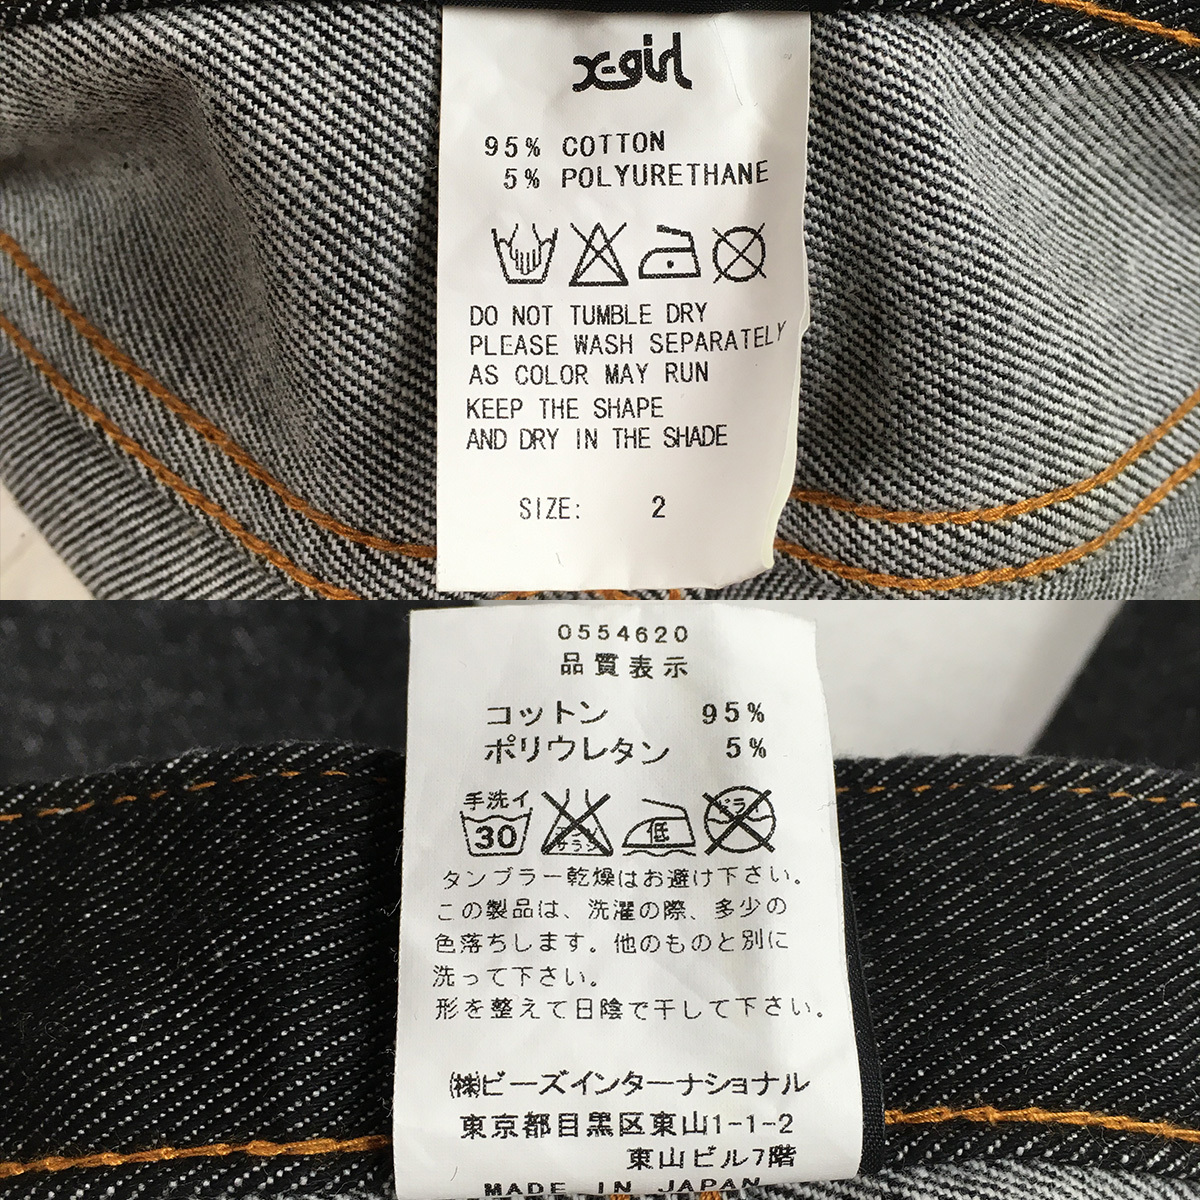 x-girl
95% COTTON
5% POLYURETHANE
DO NOT TUMBLE DRY
PLEASE WASH SEPARATELY
AS COLOR MAY RUN
KEEP THE SHAPE
AND DRY IN THE SHADE
SIZE: 2
0554620
品質表示
コットン 95%
ポリウレタン 5%
手洗イ
30
サラシ
低
ドライ
タンブラー乾燥はお避け下さい。
この製品は、洗濯の際、多少の
色落ちします。他のものと別に
洗って下さい。
形を整えて日陰で干して下さい。
㈱ビーズインターナショナル
東京都目黒区東山1-1-2
東山ビル7階
MADE IN JAPAN